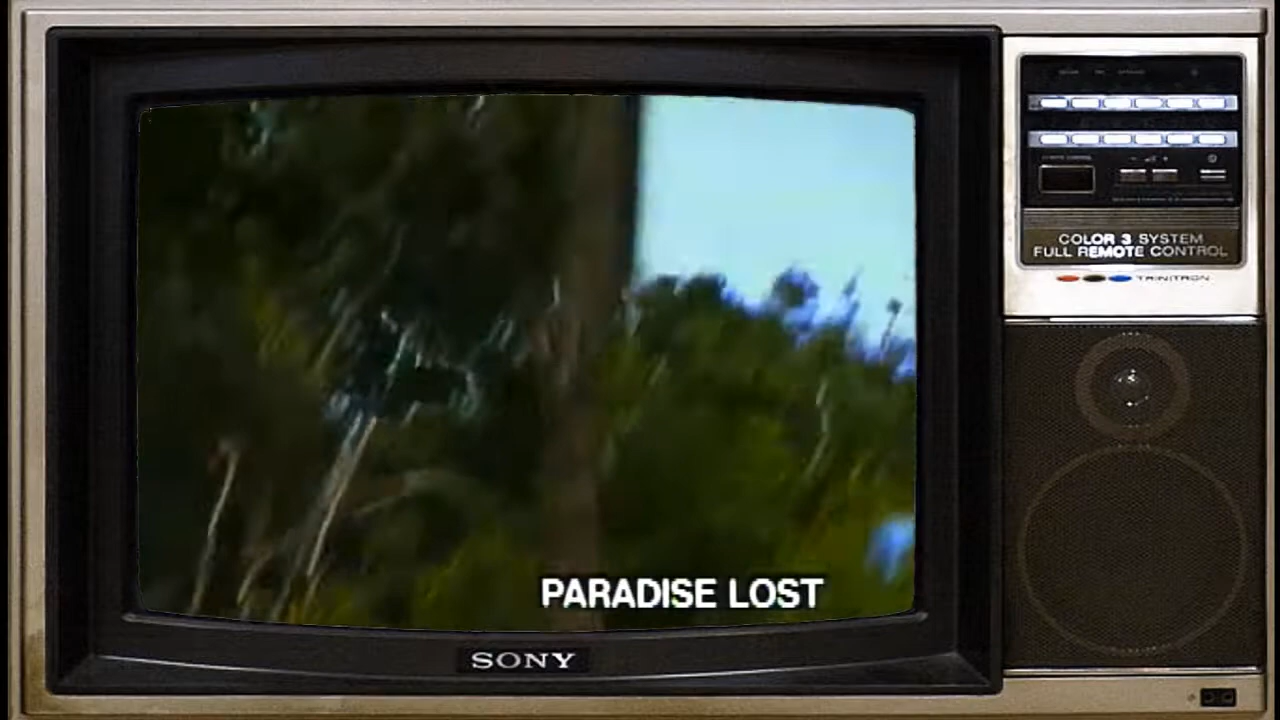 COLOR 3 SYSTEM
FULL REMOTE CONTROL
TRINITRON
PARADISE LOST
SONY